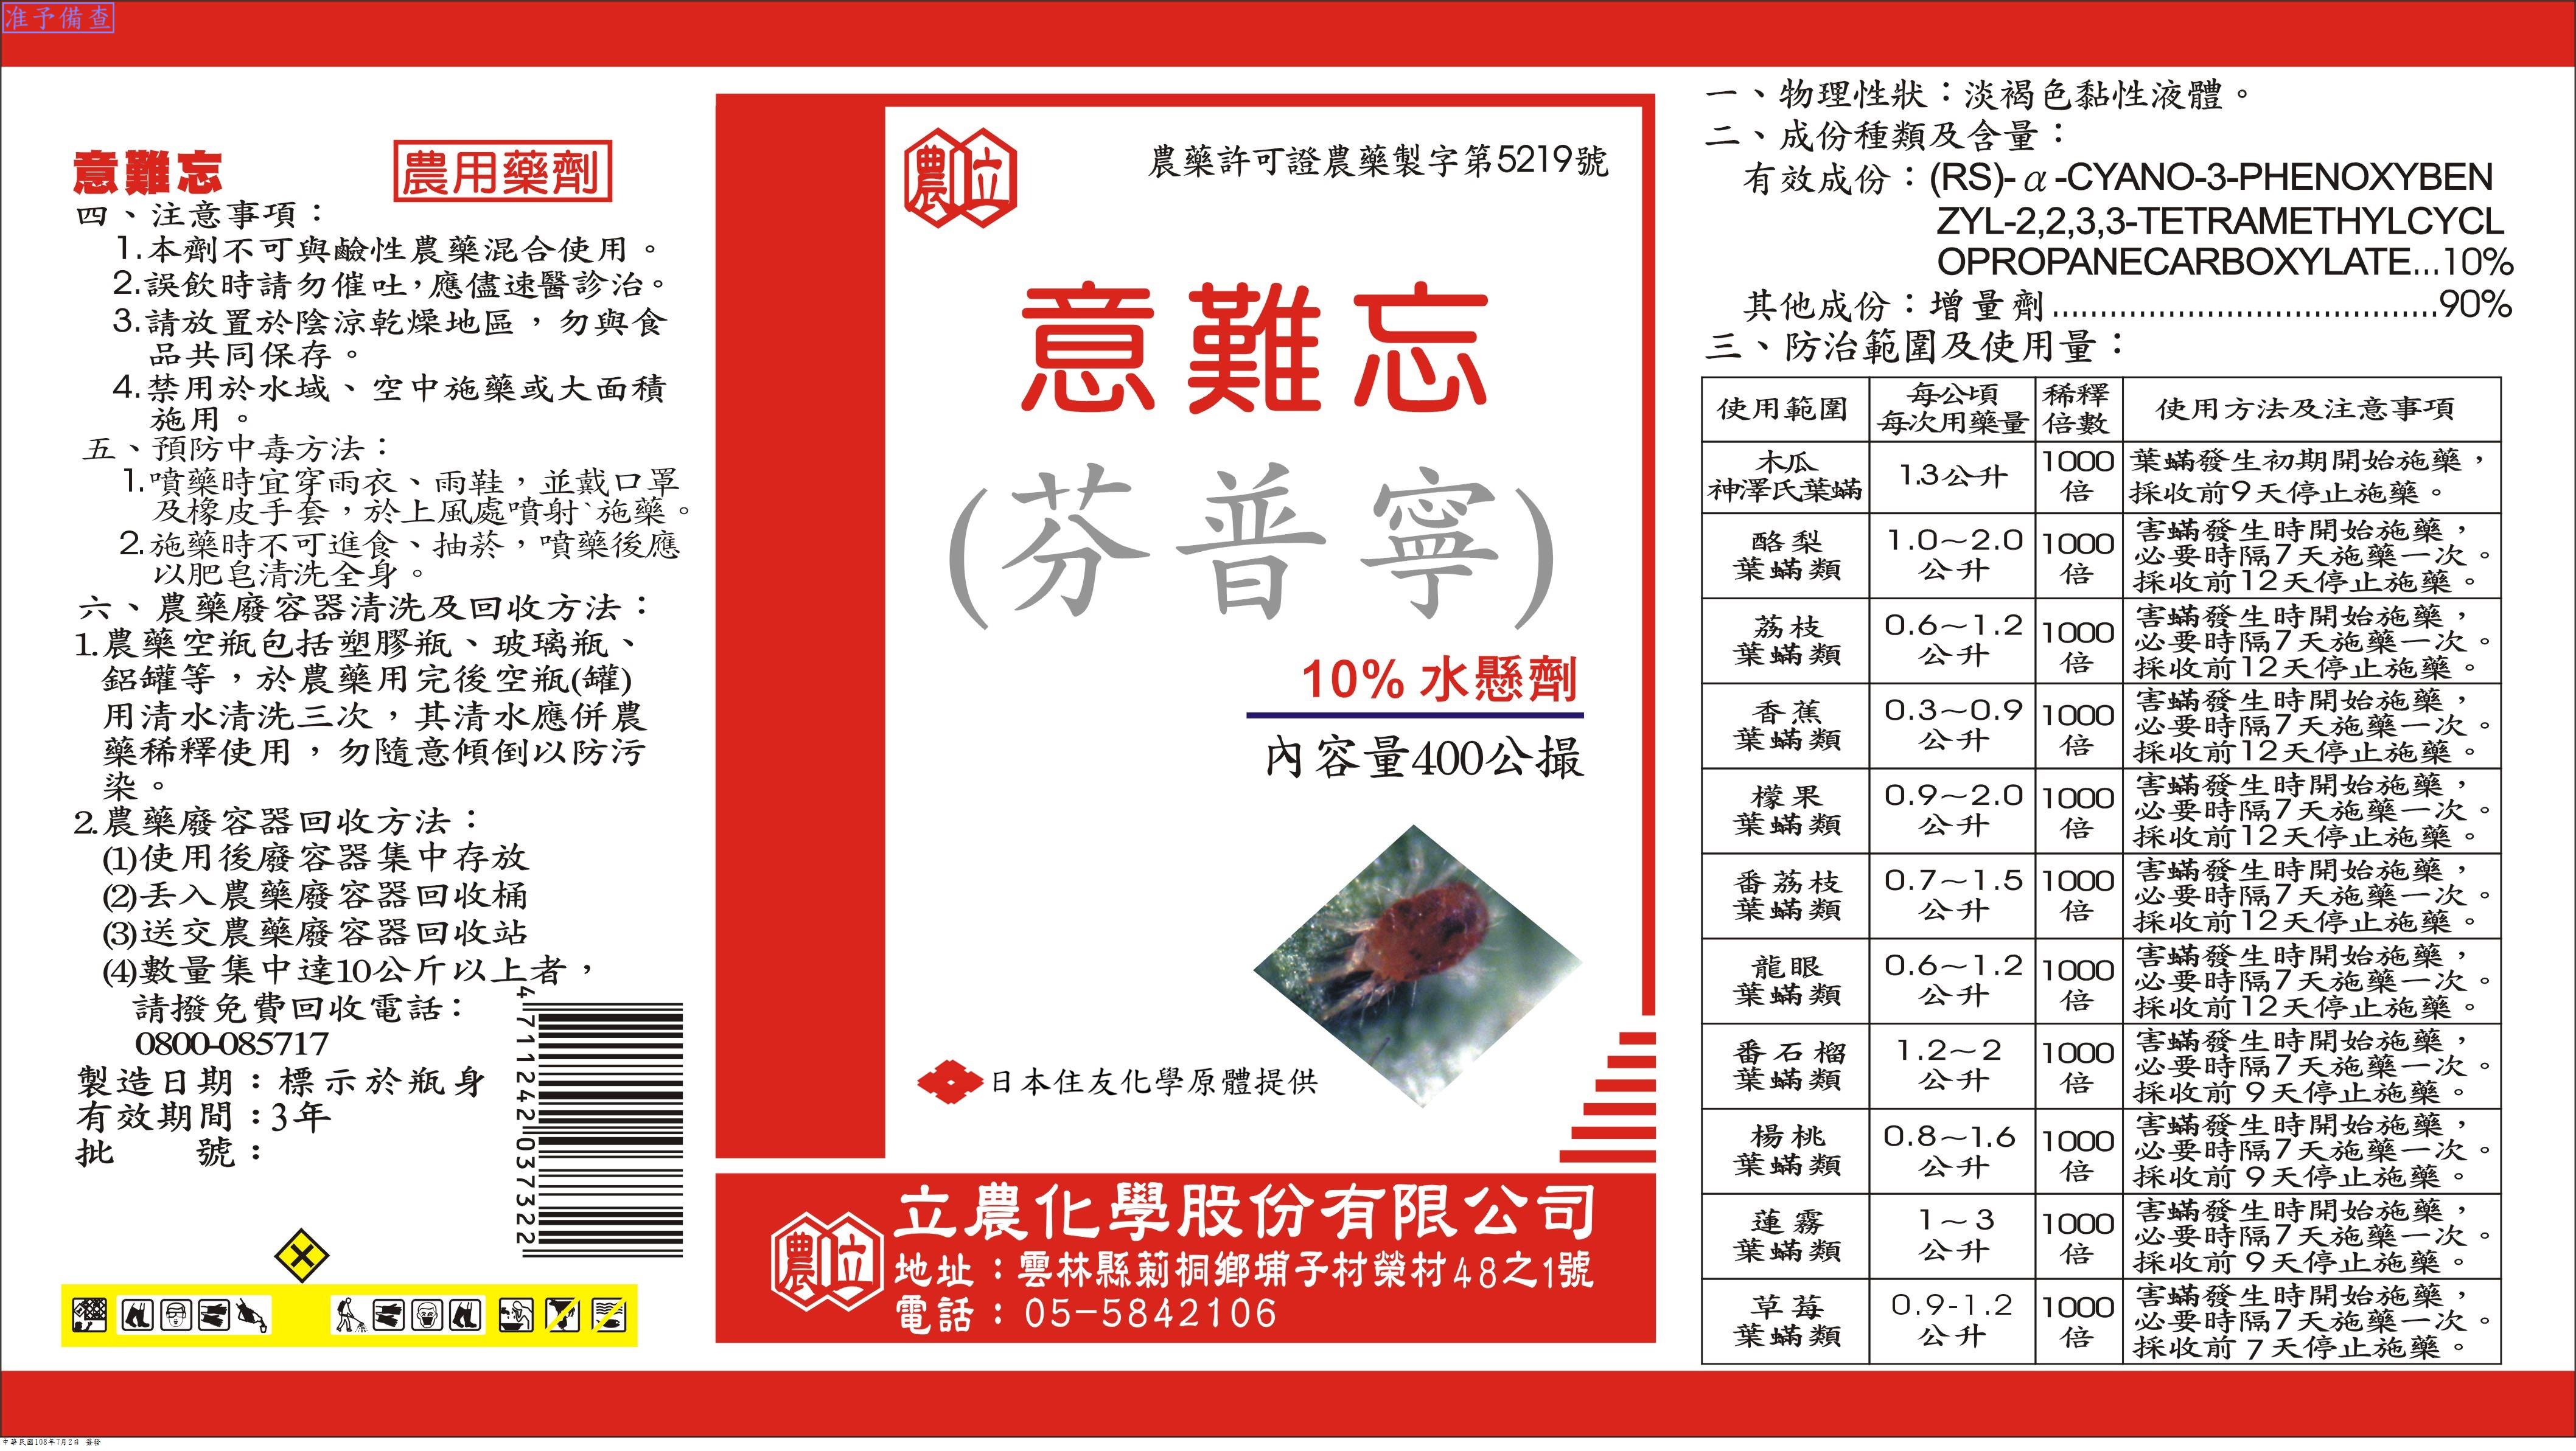 准予備查
意難忘
農用藥劑
四、注意事項：
1.本劑不可與鹼性農藥混合使用。
2.誤飲時請勿催吐，應儘速醫診治。
3.請放置於陰涼乾燥地區，勿與食
品共同保存。
4.禁用於水域、空中施藥或大面積
施用。
五、預防中毒方法：
1.噴藥時宜穿雨衣、雨鞋，並戴口罩
及橡皮手套，於上風處噴射、施藥。
2.施藥時不可進食、抽菸，噴藥後應
以肥皂清洗全身。
六、農藥廢容器清洗及回收方法：
1.農藥空瓶包括塑膠瓶、玻璃瓶、
鋁罐等，於農藥用完後空瓶(罐)
用清水清洗三次，其清水應併農
藥稀釋使用，勿隨意傾倒以防污
染。
2.農藥廢容器回收方法：
(1)使用後廢容器集中存放
(2)丟入農藥廢容器回收桶
(3)送交農藥廢容器回收站
(4)數量集中達10公斤以上者，
請撥免費回收電話：
0800-085717
製造日期：標示於瓶身
有效期間：3年
批　　號：
4 711242 037322
農立
農藥許可證農藥製字第5219號
意難忘
(芬普寧)
10% 水懸劑
內容量400公撮
日本住友化學原體提供
農立
立農化學股份有限公司
地址：雲林縣莿桐鄉埔子村榮村48之1號
電話：05-5842106
一、物理性狀：淡褐色黏性液體。
二、成份種類及含量：
有效成份：(RS)-α-CYANO-3-PHENOXYBEN
ZYL-2,2,3,3-TETRAMETHYLCYCL
OPROPANECARBOXYLATE...10%
其他成份：增量劑.........................................90%
三、防治範圍及使用量：
使用範圍 每公頃每次用藥量 稀釋倍數 使用方法及注意事項
木瓜 1.3公升 1000 葉蟎發生初期開始施藥，
神澤氏葉蟎 倍 採收前9天停止施藥。
害蟎發生時開始施藥，
酪梨 1.0～2.0 1000 必要時隔7天施藥一次。
葉蟎類 公升 倍 採收前12天停止施藥。
害蟎發生時開始施藥，
荔枝 0.6～1.2 1000 必要時隔7天施藥一次。
葉蟎類 公升 倍 採收前12天停止施藥。
害蟎發生時開始施藥，
香蕉 0.3～0.9 1000 必要時隔7天施藥一次。
葉蟎類 公升 倍 採收前12天停止施藥。
害蟎發生時開始施藥，
檬果 0.9～2.0 1000 必要時隔7天施藥一次。
葉蟎類 公升 倍 採收前12天停止施藥。
害蟎發生時開始施藥，
番荔枝 0.7～1.5 1000 必要時隔7天施藥一次。
葉蟎類 公升 倍 採收前12天停止施藥。
害蟎發生時開始施藥，
龍眼 0.6～1.2 1000 必要時隔7天施藥一次。
葉蟎類 公升 倍 採收前12天停止施藥。
害蟎發生時開始施藥，
番石榴 1.2～2 1000 必要時隔7天施藥一次。
葉蟎類 公升 倍 採收前9天停止施藥。
害蟎發生時開始施藥，
楊桃 0.8～1.6 1000 必要時隔7天施藥一次。
葉蟎類 公升 倍 採收前9天停止施藥。
害蟎發生時開始施藥，
蓮霧 1～3 1000 必要時隔7天施藥一次。
葉蟎類 公升 倍 採收前9天停止施藥。
害蟎發生時開始施藥，
草莓 0.9-1.2 1000 必要時隔7天施藥一次。
葉蟎類 公升 倍 採收前7天停止施藥。
中華民國108年7月2日 簽發